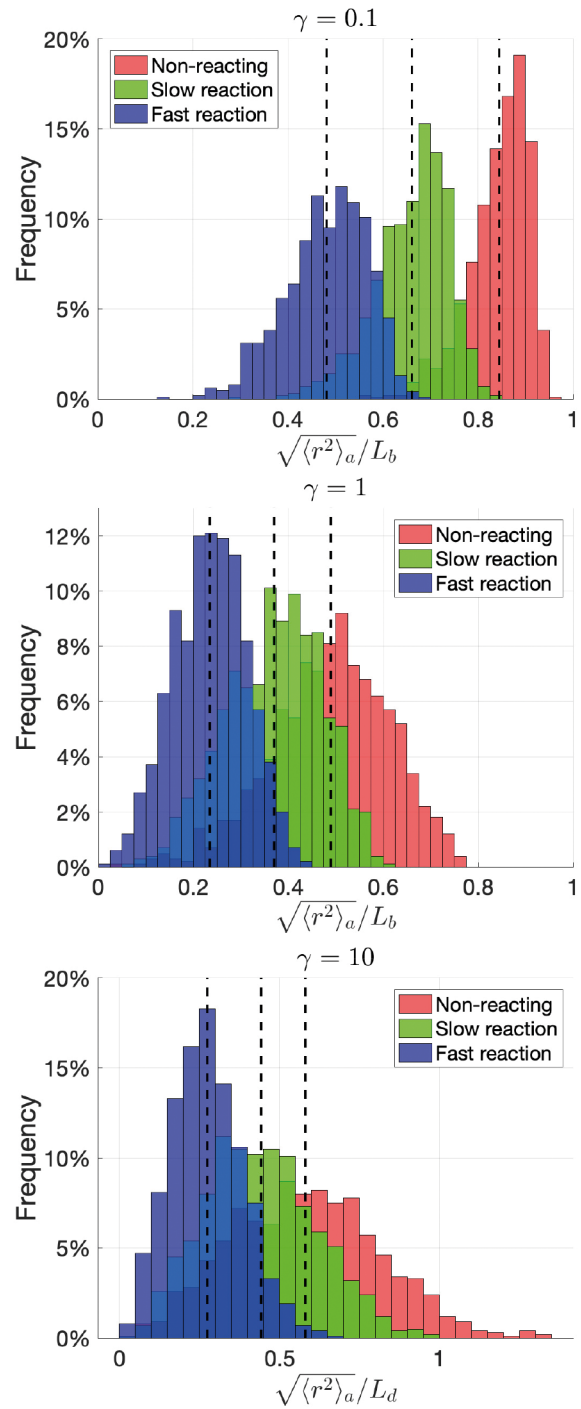 γ = 0.1
20%
15%
10%
5%
0%
Frequency
Non-reacting
Slow reaction
Fast reaction
0 0.2 0.4 0.6 0.8 1
√⟨r²⟩ₐ/L_b
γ = 1
12%
10%
8%
6%
4%
2%
0%
Frequency
Non-reacting
Slow reaction
Fast reaction
0 0.2 0.4 0.6 0.8 1
√⟨r²⟩ₐ/L_b
γ = 10
20%
15%
10%
5%
0%
Frequency
Non-reacting
Slow reaction
Fast reaction
0 0.5 1
√⟨r²⟩ₐ/L_d